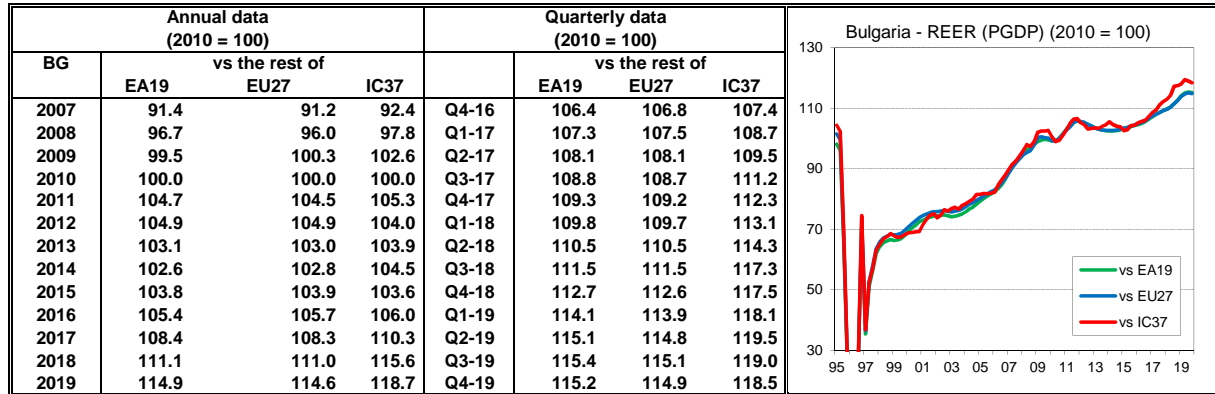 Annual data
(2010 = 100)
Quarterly data
(2010 = 100)
BG vs the rest of vs the rest of
EA19 EU27 IC37 EA19 EU27 IC37
2007 91.4 91.2 92.4 Q4-16 106.4 106.8 107.4
2008 96.7 96.0 97.8 Q1-17 107.3 107.5 108.7
2009 99.5 100.3 102.6 Q2-17 108.1 108.1 109.5
2010 100.0 100.0 100.0 Q3-17 108.8 108.7 111.2
2011 104.7 104.5 105.3 Q4-17 109.3 109.2 112.3
2012 104.9 104.9 104.0 Q1-18 109.8 109.7 113.1
2013 103.1 103.0 103.9 Q2-18 110.5 110.5 114.3
2014 102.6 102.8 104.5 Q3-18 111.5 111.5 117.3
2015 103.8 103.9 103.6 Q4-18 112.7 112.6 117.5
2016 105.4 105.7 106.0 Q1-19 114.1 113.9 118.1
2017 108.4 108.3 110.3 Q2-19 115.1 114.8 119.5
2018 111.1 111.0 115.6 Q3-19 115.4 115.1 119.0
2019 114.9 114.6 118.7 Q4-19 115.2 114.9 118.5
Bulgaria - REER (PGDP) (2010 = 100)
130
110
90
70
50
30
vs EA19
vs EU27
vs IC37
95 97 99 01 03 05 07 09 11 13 15 17 19